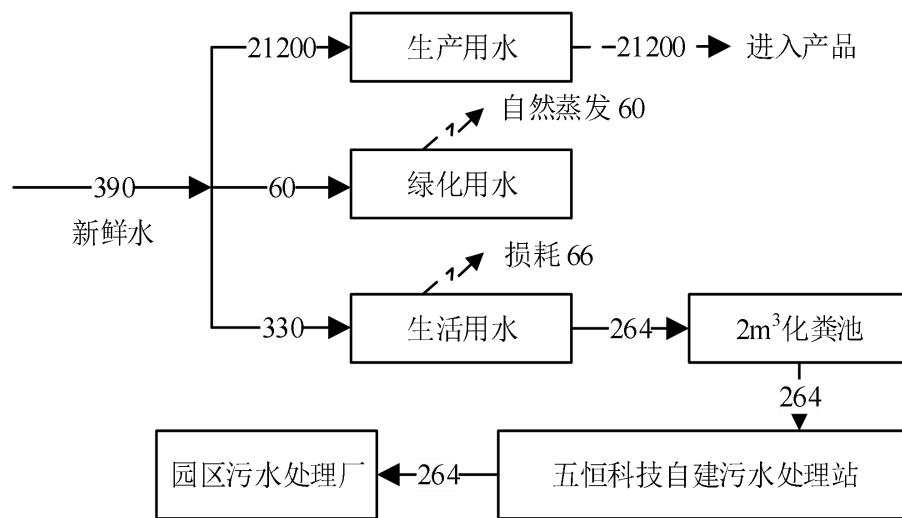 21200
生产用水
21200
进入产品
自然蒸发 60
390
60
绿化用水
新鲜水
损耗 66
330
生活用水
264
2m³化粪池
264
园区污水处理厂
264
五恒科技自建污水处理站